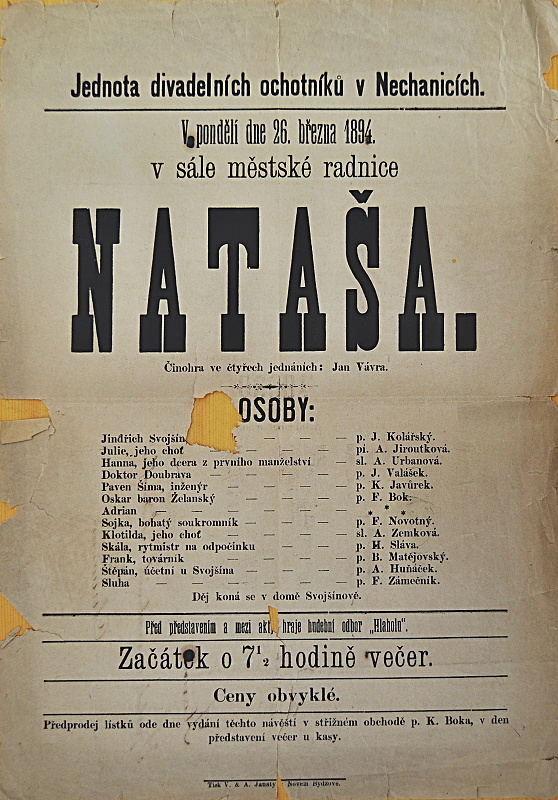 Jednota divadelních ochotníků v Nechanicích.
V pondělí dne 26. března 1894.
v sále městské radnice
NATAŠA.
Činohra ve čtyřech jednáních: Jan Vávra.
OSOBY:
Jindřich Svojšín — — — — p. J. Kolářský.
Julie, jeho choť — — — — pí. A. Jiroutková.
Hanna, jeho dcera z prvního manželství — — sl. A. Urbanová.
Doktor Doubrava — — — — — p. J. Valášek.
Paven Šíma, inženýr — — — — p. K. Javůrek.
Oskar baron Želanský — — — — p. F. Bok.
Adrian — — — — — — * * *
Sojka, bohatý soukromník — — — — p. F. Novotný.
Klotilda, jeho choť — — — — sl. A. Zemková.
Skála, rytmistr na odpočinku — — — p. H. Sláva.
Frank, továrník — — — — — p. B. Matějovský.
Štěpán, účetní u Svojšína — — — — p. A. Huňáček.
Sluha — — — — p. F. Zámečník.
Děj koná se v domě Svojšínově.
Před představením a mezi akty hraje hudební odbor „Hlaholu".
Začátek o 7 1/2 hodině večer.
Ceny obvyklé.
Předprodej lístků ode dne vydání těchto návěští v střižném obchodě p. K. Boka, v den
představení večer u kasy.
Tisk V. & A. Janaty Novém Bydžově.